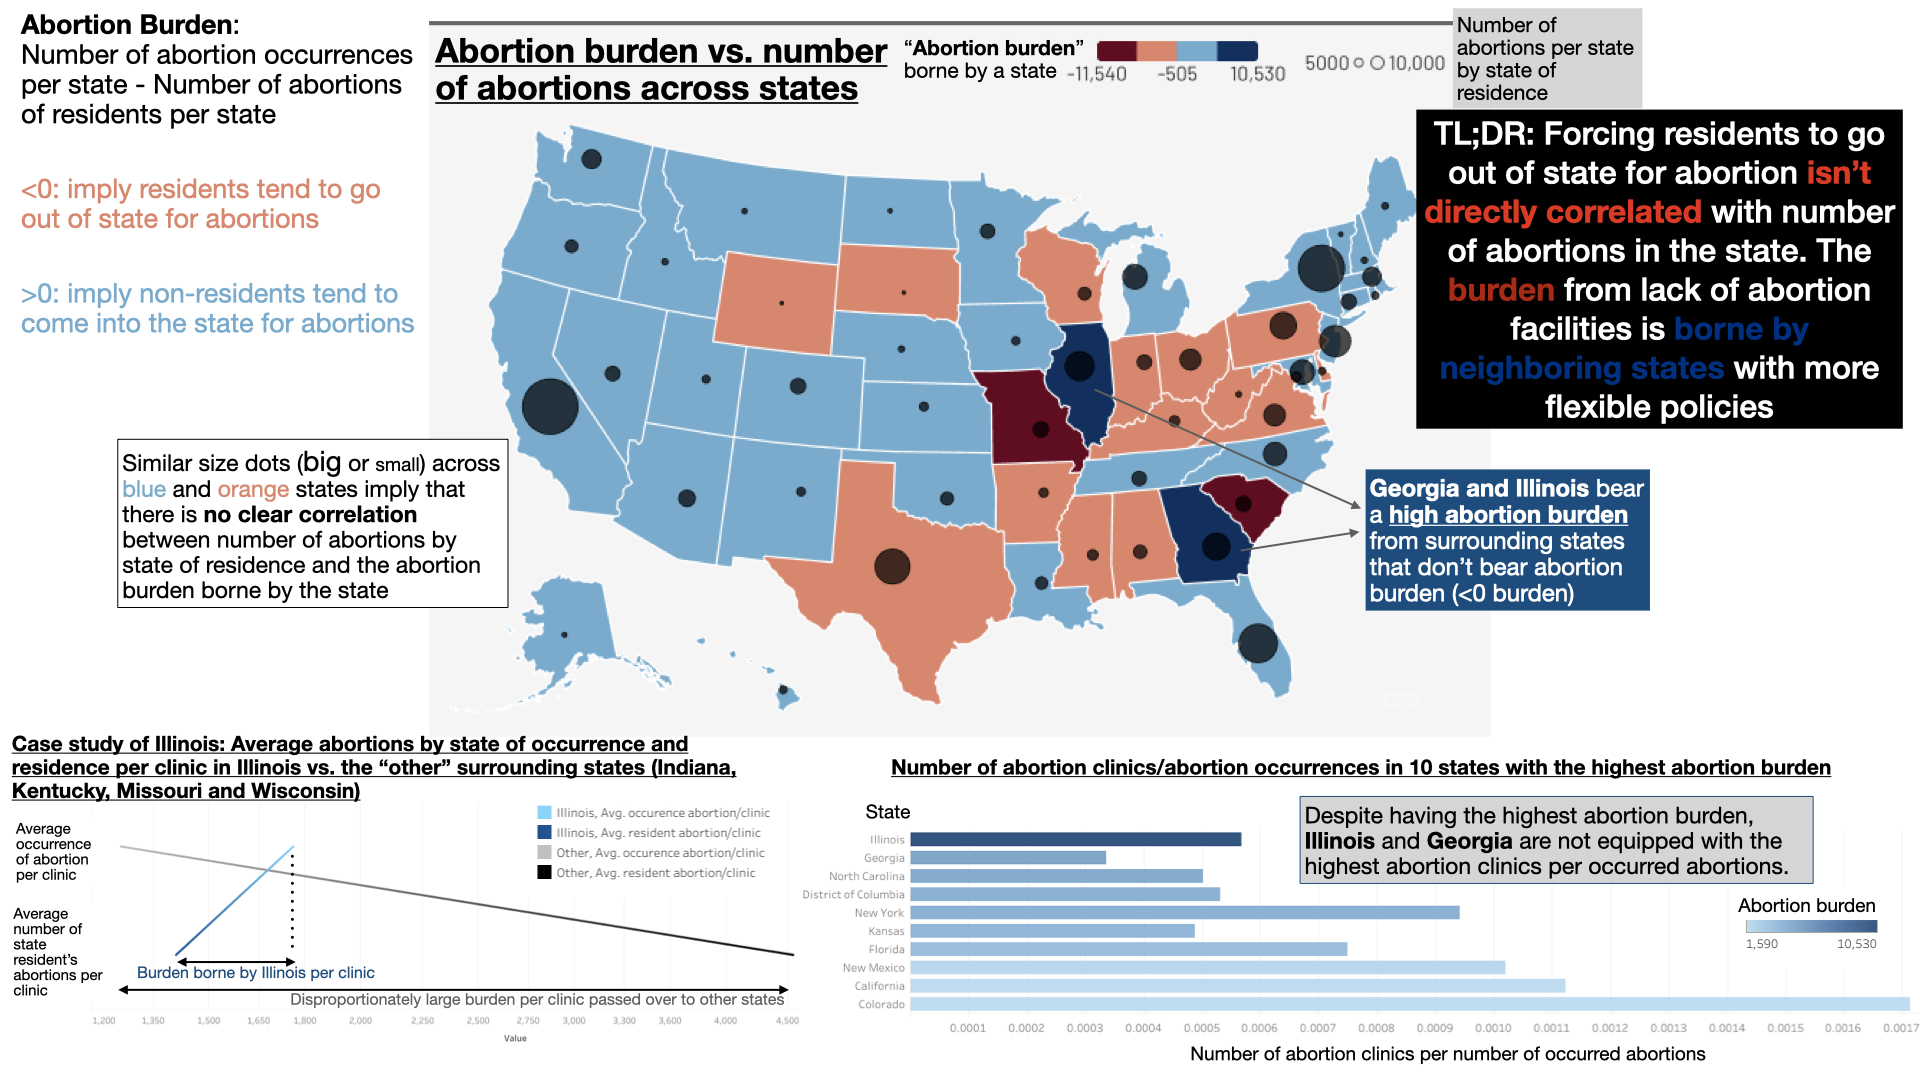 Abortion Burden:
Number of abortion occurrences
per state - Number of abortions
of residents per state
<0: imply residents tend to go
out of state for abortions
>0: imply non-residents tend to
come into the state for abortions
Abortion burden vs. number
of abortions across states
“Abortion burden”
borne by a state
-11,540
-505
10,530
5000
10,000
Number of
abortions per state
by state of
residence
TL;DR: Forcing residents to go
out of state for abortion isn’t
directly correlated with number
of abortions in the state. The
burden from lack of abortion
facilities is borne by
neighboring states with more
flexible policies
Similar size dots (big or small) across
blue and orange states imply that
there is no clear correlation
between number of abortions by
state of residence and the abortion
burden borne by the state
Georgia and Illinois bear
a high abortion burden
from surrounding states
that don’t bear abortion
burden (<0 burden)
Case study of Illinois: Average abortions by state of occurrence and
residence per clinic in Illinois vs. the “other” surrounding states (Indiana,
Kentucky, Missouri and Wisconsin)
Average
occurrence
of abortion
per clinic
Average
number of
state
resident’s
abortions per
clinic
Illinois, Avg. occurence abortion/clinic
Illinois, Avg. resident abortion/clinic
Other, Avg. occurence abortion/clinic
Other, Avg. resident abortion/clinic
Burden borne by Illinois per clinic
Disproportionately large burden per clinic passed over to other states
1,200
1,350
1,500
1,650
1,800
2,000
2,250
2,500
2,750
3,000
3,300
3,600
4,000
4,500
Value
Number of abortion clinics/abortion occurrences in 10 states with the highest abortion burden
State
Illinois
Georgia
North Carolina
District of Columbia
New York
Kansas
Florida
New Mexico
California
Colorado
Despite having the highest abortion burden,
Illinois and Georgia are not equipped with the
highest abortion clinics per occurred abortions.
Abortion burden
1,590
10,530
0.0001
0.0002
0.0003
0.0004
0.0005
0.0006
0.0007
0.0008
0.0009
0.0010
0.0011
0.0012
0.0013
0.0014
0.0015
0.0016
0.0017
Number of abortion clinics per number of occurred abortions